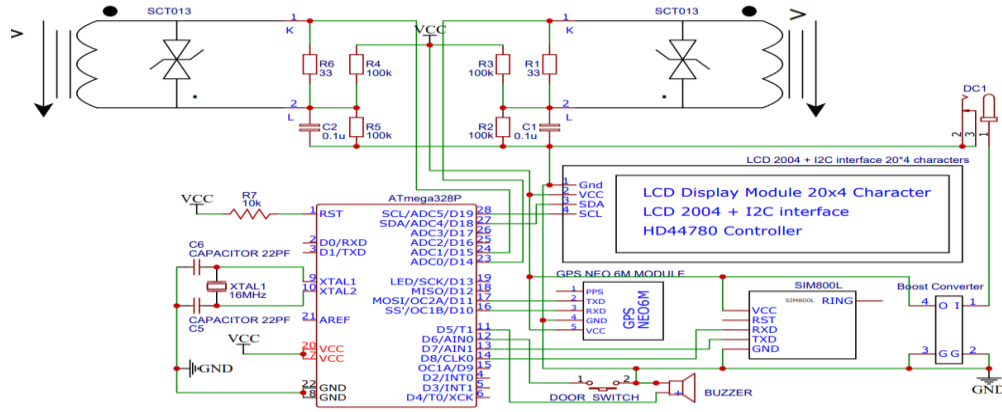 SCT013 SCT013
V V
1 VCC 1
K K
R6 33 R4 100k R3 100k R1 33
2 2
L L
C2 0.1u R5 100k R2 100k C1 0.1u
DC1
2 3 1
LCD 2004 + I2C interface 20*4 characters
1 Gnd
2 VCC
3 SDA
4 SCL
LCD Display Module 20x4 Character
LCD 2004 + I2C interface
HD44780 Controller
R7
10k
VCC
ATmega328P
1 RST
2 D0/RXD
3 D1/TXD
9 XTAL1
10 XTAL2
21 AREF
20 VCC
7 VCC
22 GND
8 GND
SCL/ADC5/D19 28
SDA/ADC4/D18 27
ADC3/D17 26
ADC2/D16 25
ADC1/D15 24
ADC0/D14 23
LED/SCK/D13 19
MISO/D12 18
MOSI/OC2A/D11 17
SS'/OC1B/D10 16
D5/T1 11
D6/AIN0 12
D7/AIN1 13
D8/CLK0 14
OC1A/D9 15
D2/INT0 4
D3/INT1 5
D4/T0/XCK 6
C6
CAPACITOR 22PF
XTAL1
16MHz
CAPACITOR 22PF
C5
VCC
GND
GPS NEO 6M MODULE
1 PPS
2 TXD
3 RXD
4 GND
5 VCC
GPS
NEO6M
SIM800L
SIM800L RING
VCC
RST
RXD
TXD
GND
Boost Converter
4 O I 1
3 G G 2
GND
1 2
DOOR SWITCH
+ BUZZER